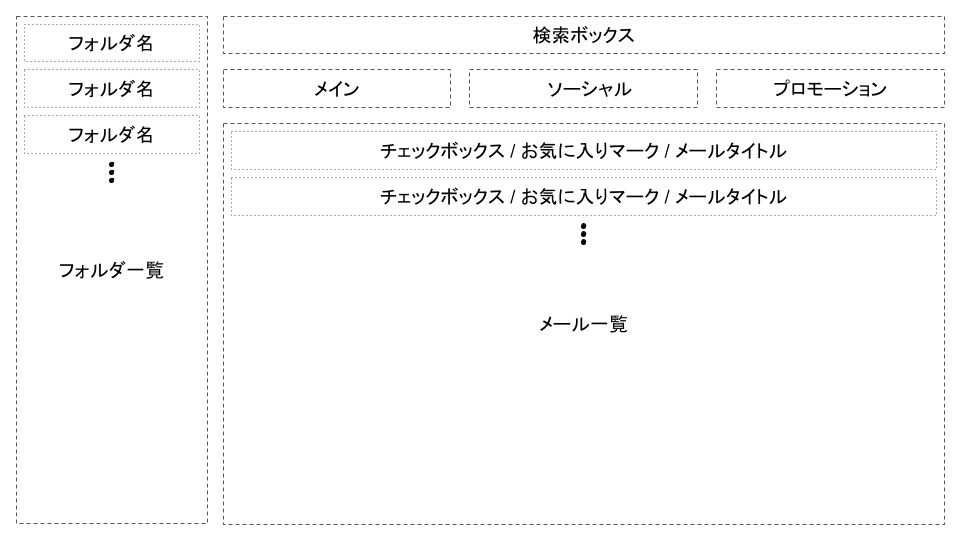 フォルダ名
フォルダ名
フォルダ名
フォルダ一覧
検索ボックス
メイン
ソーシャル
プロモーション
チェックボックス / お気に入りマーク / メールタイトル
チェックボックス / お気に入りマーク / メールタイトル
メール一覧